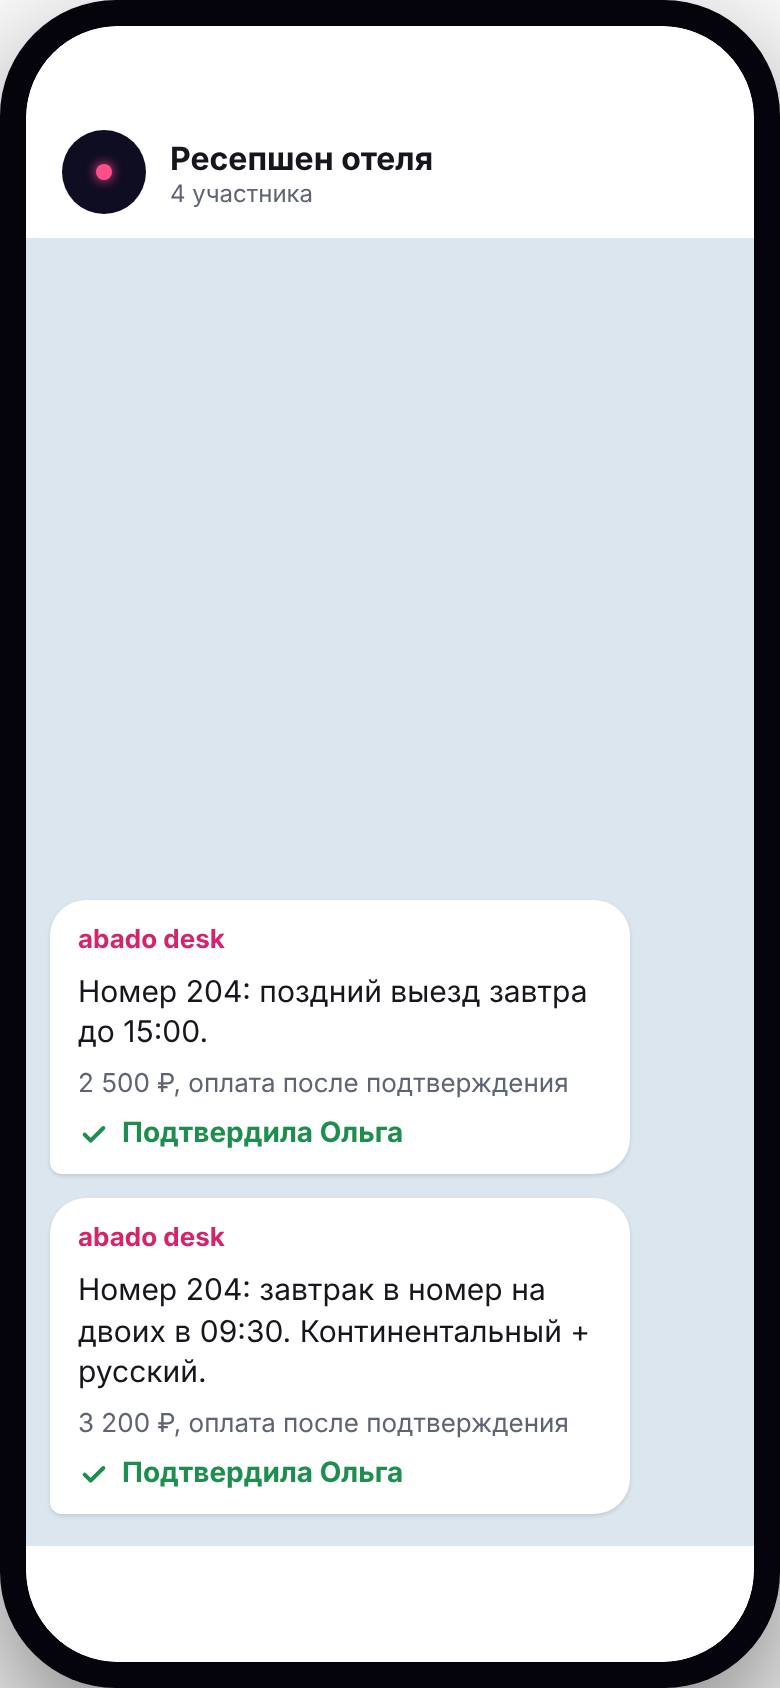 Ресепшен отеля
4 участника
abado desk
Номер 204: поздний выезд завтра
до 15:00.
2 500 ₽, оплата после подтверждения
Подтвердила Ольга
abado desk
Номер 204: завтрак в номер на
двоих в 09:30. Континентальный +
русский.
3 200 ₽, оплата после подтверждения
Подтвердила Ольга